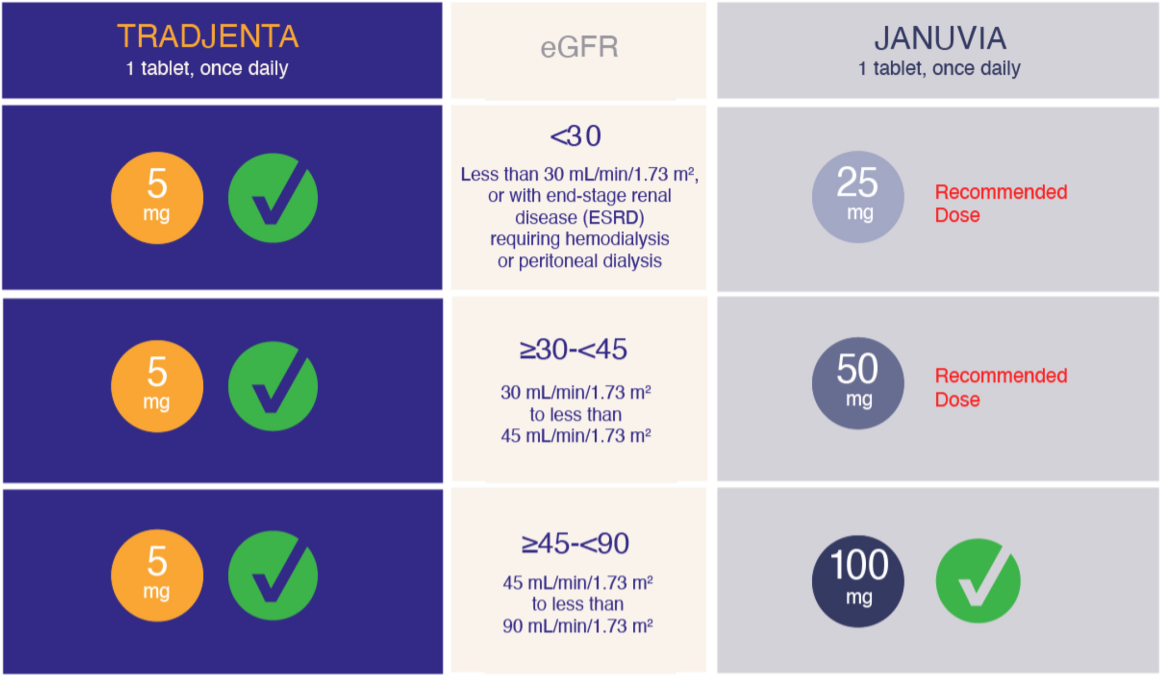 TRADJENTA
1 tablet, once daily
eGFR
JANUVIA
1 tablet, once daily
5
mg
<30
Less than 30 mL/min/1.73 m²,
or with end-stage renal
disease (ESRD)
requiring hemodialysis
or peritoneal dialysis
25
mg
Recommended
Dose
5
mg
≥30-<45
30 mL/min/1.73 m²
to less than
45 mL/min/1.73 m²
50
mg
Recommended
Dose
5
mg
≥45-<90
45 mL/min/1.73 m²
to less than
90 mL/min/1.73 m²
100
mg